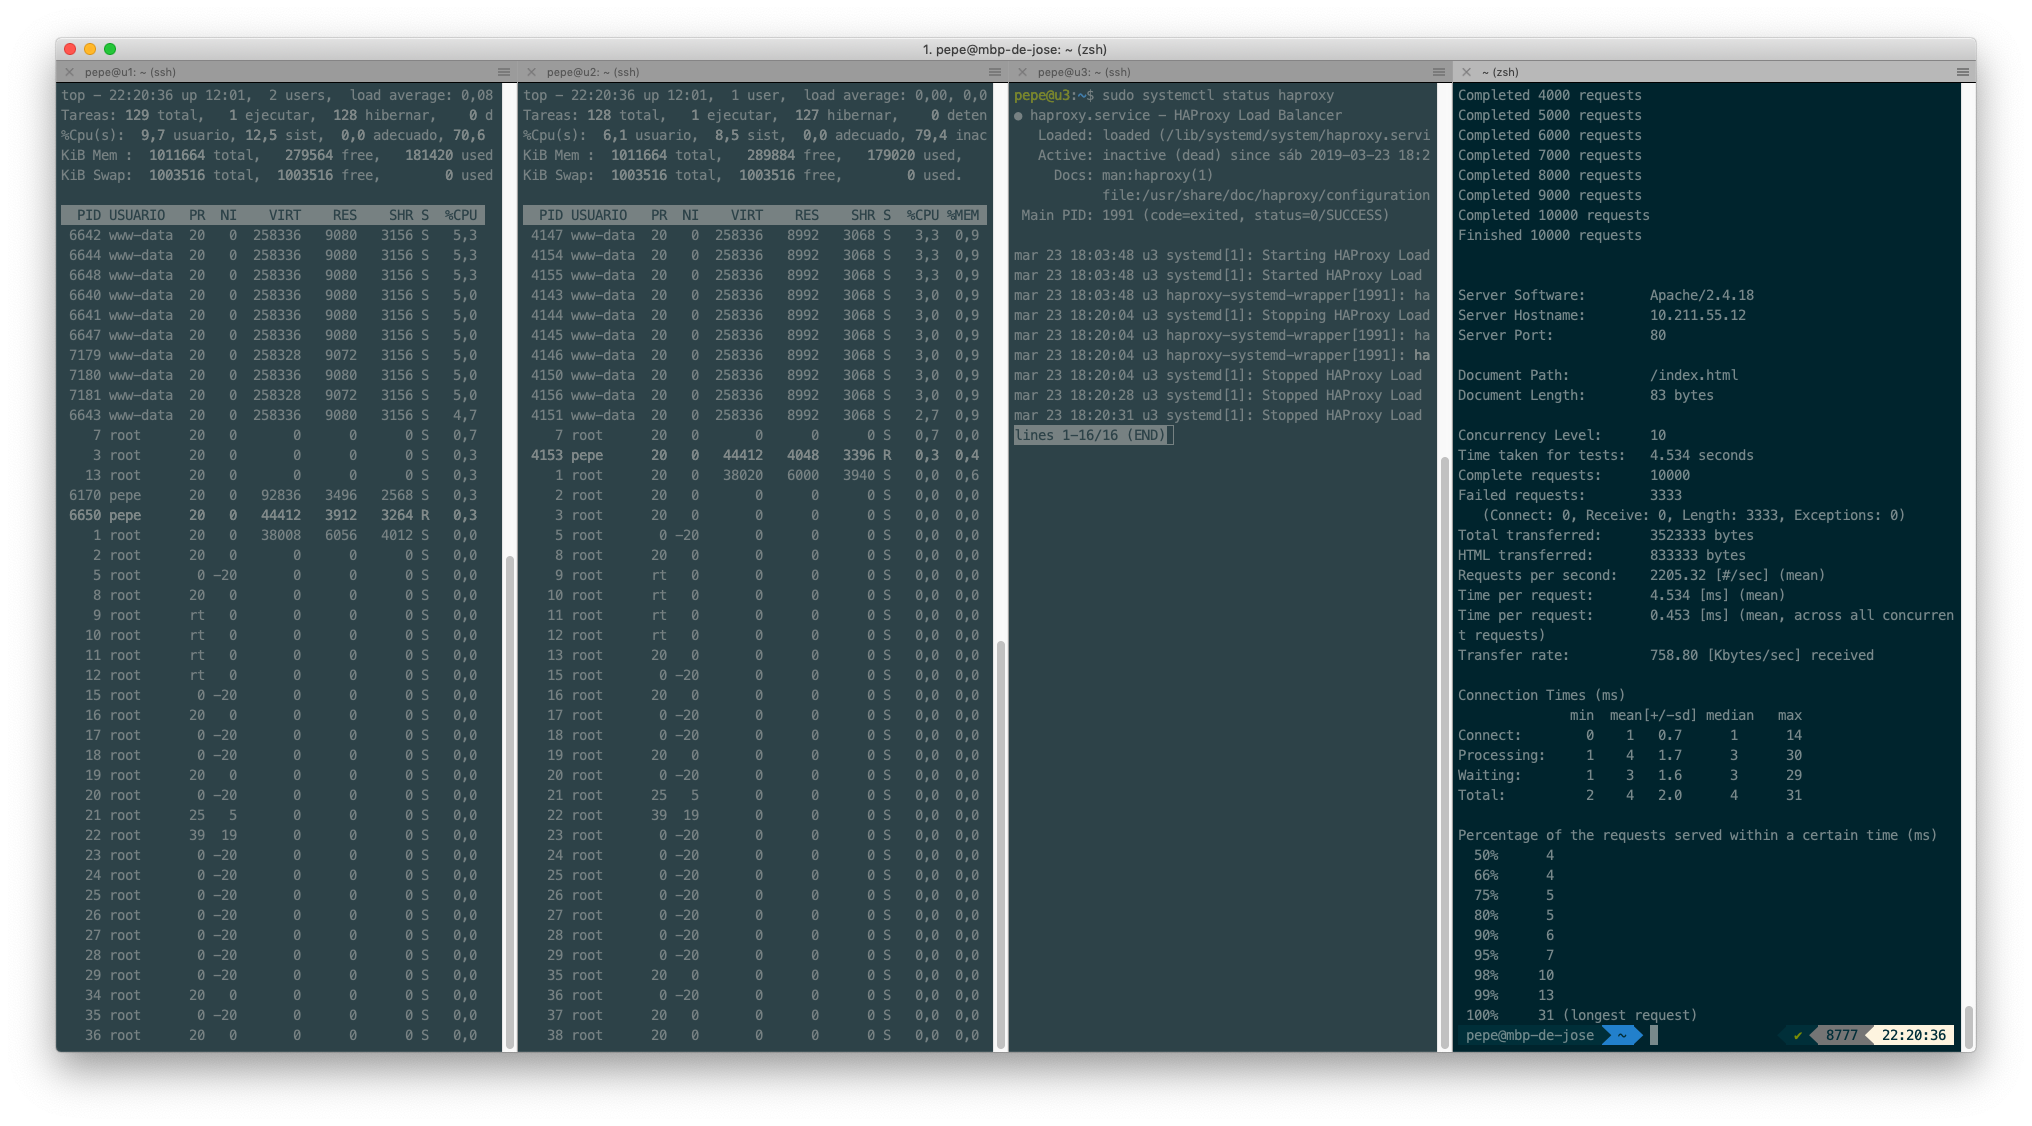 1. pepe@mbp-de-jose: ~ (zsh)
pepe@u1: ~ (ssh)
top – 22:20:36 up 12:01,  2 users,  load average: 0,08
Tareas: 129 total,   1 ejecutar, 128 hibernar,    0 d
%Cpu(s):  9,7 usuario, 12,5 sist,  0,0 adecuado, 70,6
KiB Mem :  1011664 total,   279564 free,   181420 used
KiB Swap:  1003516 total,  1003516 free,        0 used
PID USUARIO   PR  NI    VIRT    RES    SHR S  %CPU
6642 www-data  20   0  258336   9080   3156 S   5,3
6644 www-data  20   0  258336   9080   3156 S   5,3
6648 www-data  20   0  258336   9080   3156 S   5,3
6640 www-data  20   0  258336   9080   3156 S   5,0
6641 www-data  20   0  258336   9080   3156 S   5,0
6647 www-data  20   0  258336   9080   3156 S   5,0
7179 www-data  20   0  258328   9072   3156 S   5,0
7180 www-data  20   0  258336   9080   3156 S   5,0
7181 www-data  20   0  258328   9072   3156 S   5,0
6643 www-data  20   0  258336   9080   3156 S   4,7
7 root      20   0       0      0      0 S   0,7
3 root      20   0       0      0      0 S   0,3
13 root      20   0       0      0      0 S   0,3
6170 pepe      20   0   92836   3496   2568 S   0,3
6650 pepe      20   0   44412   3912   3264 R   0,3
1 root      20   0   38008   6056   4012 S   0,0
2 root      20   0       0      0      0 S   0,0
5 root       0 -20       0      0      0 S   0,0
8 root      20   0       0      0      0 S   0,0
9 root      rt   0       0      0      0 S   0,0
10 root      rt   0       0      0      0 S   0,0
11 root      rt   0       0      0      0 S   0,0
12 root      rt   0       0      0      0 S   0,0
15 root       0 -20       0      0      0 S   0,0
16 root      20   0       0      0      0 S   0,0
17 root       0 -20       0      0      0 S   0,0
18 root       0 -20       0      0      0 S   0,0
19 root      20   0       0      0      0 S   0,0
20 root       0 -20       0      0      0 S   0,0
21 root      25   5       0      0      0 S   0,0
22 root      39  19       0      0      0 S   0,0
23 root       0 -20       0      0      0 S   0,0
24 root       0 -20       0      0      0 S   0,0
25 root       0 -20       0      0      0 S   0,0
26 root       0 -20       0      0      0 S   0,0
27 root       0 -20       0      0      0 S   0,0
28 root       0 -20       0      0      0 S   0,0
29 root       0 -20       0      0      0 S   0,0
34 root      20   0       0      0      0 S   0,0
35 root       0 -20       0      0      0 S   0,0
36 root      20   0       0      0      0 S   0,0
pepe@u2: ~ (ssh)
top – 22:20:36 up 12:01,  1 user,  load average: 0,00, 0,0
Tareas: 128 total,   1 ejecutar, 127 hibernar,    0 deten
%Cpu(s):  6,1 usuario,  8,5 sist,  0,0 adecuado, 79,4 inac
KiB Mem :  1011664 total,   289884 free,   179020 used,
KiB Swap:  1003516 total,  1003516 free,        0 used.
PID USUARIO   PR  NI    VIRT    RES    SHR S  %CPU %MEM
4147 www-data  20   0  258336   8992   3068 S   3,3  0,9
4154 www-data  20   0  258336   8992   3068 S   3,3  0,9
4155 www-data  20   0  258336   8992   3068 S   3,3  0,9
4143 www-data  20   0  258336   8992   3068 S   3,0  0,9
4144 www-data  20   0  258336   8992   3068 S   3,0  0,9
4145 www-data  20   0  258336   8992   3068 S   3,0  0,9
4146 www-data  20   0  258336   8992   3068 S   3,0  0,9
4150 www-data  20   0  258336   8992   3068 S   3,0  0,9
4156 www-data  20   0  258336   8992   3068 S   3,0  0,9
4151 www-data  20   0  258336   8992   3068 S   2,7  0,9
7 root      20   0       0      0      0 S   0,7  0,0
4153 pepe      20   0   44412   4048   3396 R   0,3  0,4
1 root      20   0   38020   6000   3940 S   0,0  0,6
2 root      20   0       0      0      0 S   0,0  0,0
3 root      20   0       0      0      0 S   0,0  0,0
5 root       0 -20       0      0      0 S   0,0  0,0
8 root      20   0       0      0      0 S   0,0  0,0
9 root      rt   0       0      0      0 S   0,0  0,0
10 root      rt   0       0      0      0 S   0,0  0,0
11 root      rt   0       0      0      0 S   0,0  0,0
12 root      rt   0       0      0      0 S   0,0  0,0
13 root      20   0       0      0      0 S   0,0  0,0
15 root       0 -20       0      0      0 S   0,0  0,0
16 root      20   0       0      0      0 S   0,0  0,0
17 root       0 -20       0      0      0 S   0,0  0,0
18 root       0 -20       0      0      0 S   0,0  0,0
19 root      20   0       0      0      0 S   0,0  0,0
20 root       0 -20       0      0      0 S   0,0  0,0
21 root      25   5       0      0      0 S   0,0  0,0
22 root      39  19       0      0      0 S   0,0  0,0
23 root       0 -20       0      0      0 S   0,0  0,0
24 root       0 -20       0      0      0 S   0,0  0,0
25 root       0 -20       0      0      0 S   0,0  0,0
26 root       0 -20       0      0      0 S   0,0  0,0
27 root       0 -20       0      0      0 S   0,0  0,0
28 root       0 -20       0      0      0 S   0,0  0,0
29 root       0 -20       0      0      0 S   0,0  0,0
35 root      20   0       0      0      0 S   0,0  0,0
36 root       0 -20       0      0      0 S   0,0  0,0
37 root      20   0       0      0      0 S   0,0  0,0
38 root      20   0       0      0      0 S   0,0  0,0
pepe@u3: ~ (ssh)
pepe@u3:~$ sudo systemctl status haproxy
● haproxy.service – HAProxy Load Balancer
Loaded: loaded (/lib/systemd/system/haproxy.servi
Active: inactive (dead) since sáb 2019-03-23 18:2
Docs: man:haproxy(1)
file:/usr/share/doc/haproxy/configuration
Main PID: 1991 (code=exited, status=0/SUCCESS)
mar 23 18:03:48 u3 systemd[1]: Starting HAProxy Load
mar 23 18:03:48 u3 systemd[1]: Started HAProxy Load
mar 23 18:03:48 u3 haproxy-systemd-wrapper[1991]: ha
mar 23 18:20:04 u3 systemd[1]: Stopping HAProxy Load
mar 23 18:20:04 u3 haproxy-systemd-wrapper[1991]: ha
mar 23 18:20:04 u3 haproxy-systemd-wrapper[1991]: ha
mar 23 18:20:04 u3 systemd[1]: Stopped HAProxy Load
mar 23 18:20:28 u3 systemd[1]: Stopped HAProxy Load
mar 23 18:20:31 u3 systemd[1]: Stopped HAProxy Load
lines 1-16/16 (END)
~ (zsh)
Completed 4000 requests
Completed 5000 requests
Completed 6000 requests
Completed 7000 requests
Completed 8000 requests
Completed 9000 requests
Completed 10000 requests
Finished 10000 requests
Server Software:        Apache/2.4.18
Server Hostname:        10.211.55.12
Server Port:            80
Document Path:          /index.html
Document Length:        83 bytes
Concurrency Level:      10
Time taken for tests:   4.534 seconds
Complete requests:      10000
Failed requests:        3333
(Connect: 0, Receive: 0, Length: 3333, Exceptions: 0)
Total transferred:      3523333 bytes
HTML transferred:       833333 bytes
Requests per second:    2205.32 [#/sec] (mean)
Time per request:       4.534 [ms] (mean)
Time per request:       0.453 [ms] (mean, across all concurren
t requests)
Transfer rate:          758.80 [Kbytes/sec] received
Connection Times (ms)
min  mean[+/-sd] median   max
Connect:        0    1   0.7      1      14
Processing:     1    4   1.7      3      30
Waiting:        1    3   1.6      3      29
Total:          2    4   2.0      4      31
Percentage of the requests served within a certain time (ms)
50%      4
66%      4
75%      5
80%      5
90%      6
95%      7
98%     10
99%     13
100%     31 (longest request)
pepe@mbp-de-jose ~ ✔ 8777 22:20:36